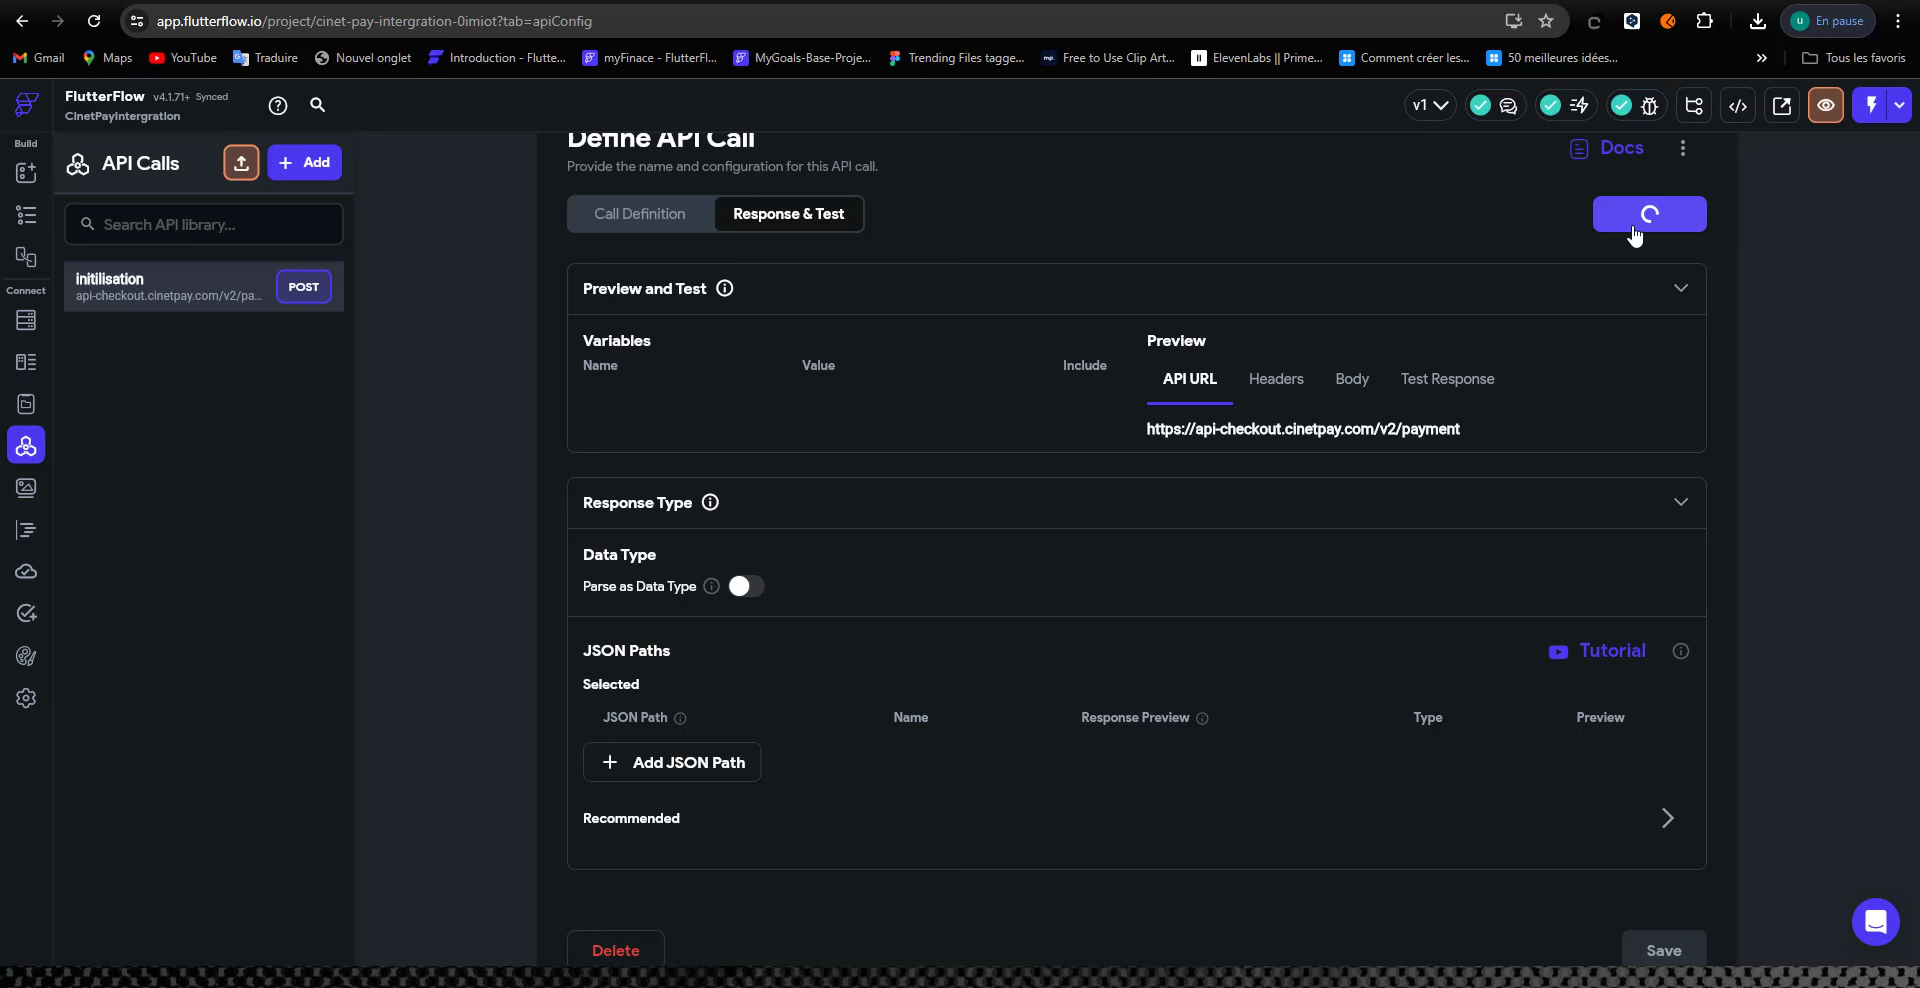 app.flutterflow.io/project/cinet-pay-intergration-0imiot?tab=apiConfig
u En pause
Gmail
Maps
YouTube
Traduire
Nouvel onglet
Introduction - Flutte...
myFinace - FlutterFl...
MyGoals-Base-Proje...
Trending Files tagge...
Free to Use Clip Art...
ElevenLabs || Prime...
Comment créer les...
50 meilleures idées...
Tous les favoris
FlutterFlow v4.1.71+ Synced
CinetPayIntergration
v1
Build
API Calls
+ Add
Search API library...
initilisation
api-checkout.cinetpay.com/v2/pa...
POST
Connect
Define API Call
Provide the name and configuration for this API call.
Docs
Call Definition
Response & Test
Preview and Test
Variables
Name Value Include
Preview
API URL Headers Body Test Response
https://api-checkout.cinetpay.com/v2/payment
Response Type
Data Type
Parse as Data Type
JSON Paths
Tutorial
Selected
JSON Path Name Response Preview Type Preview
+ Add JSON Path
Recommended
Delete
Save